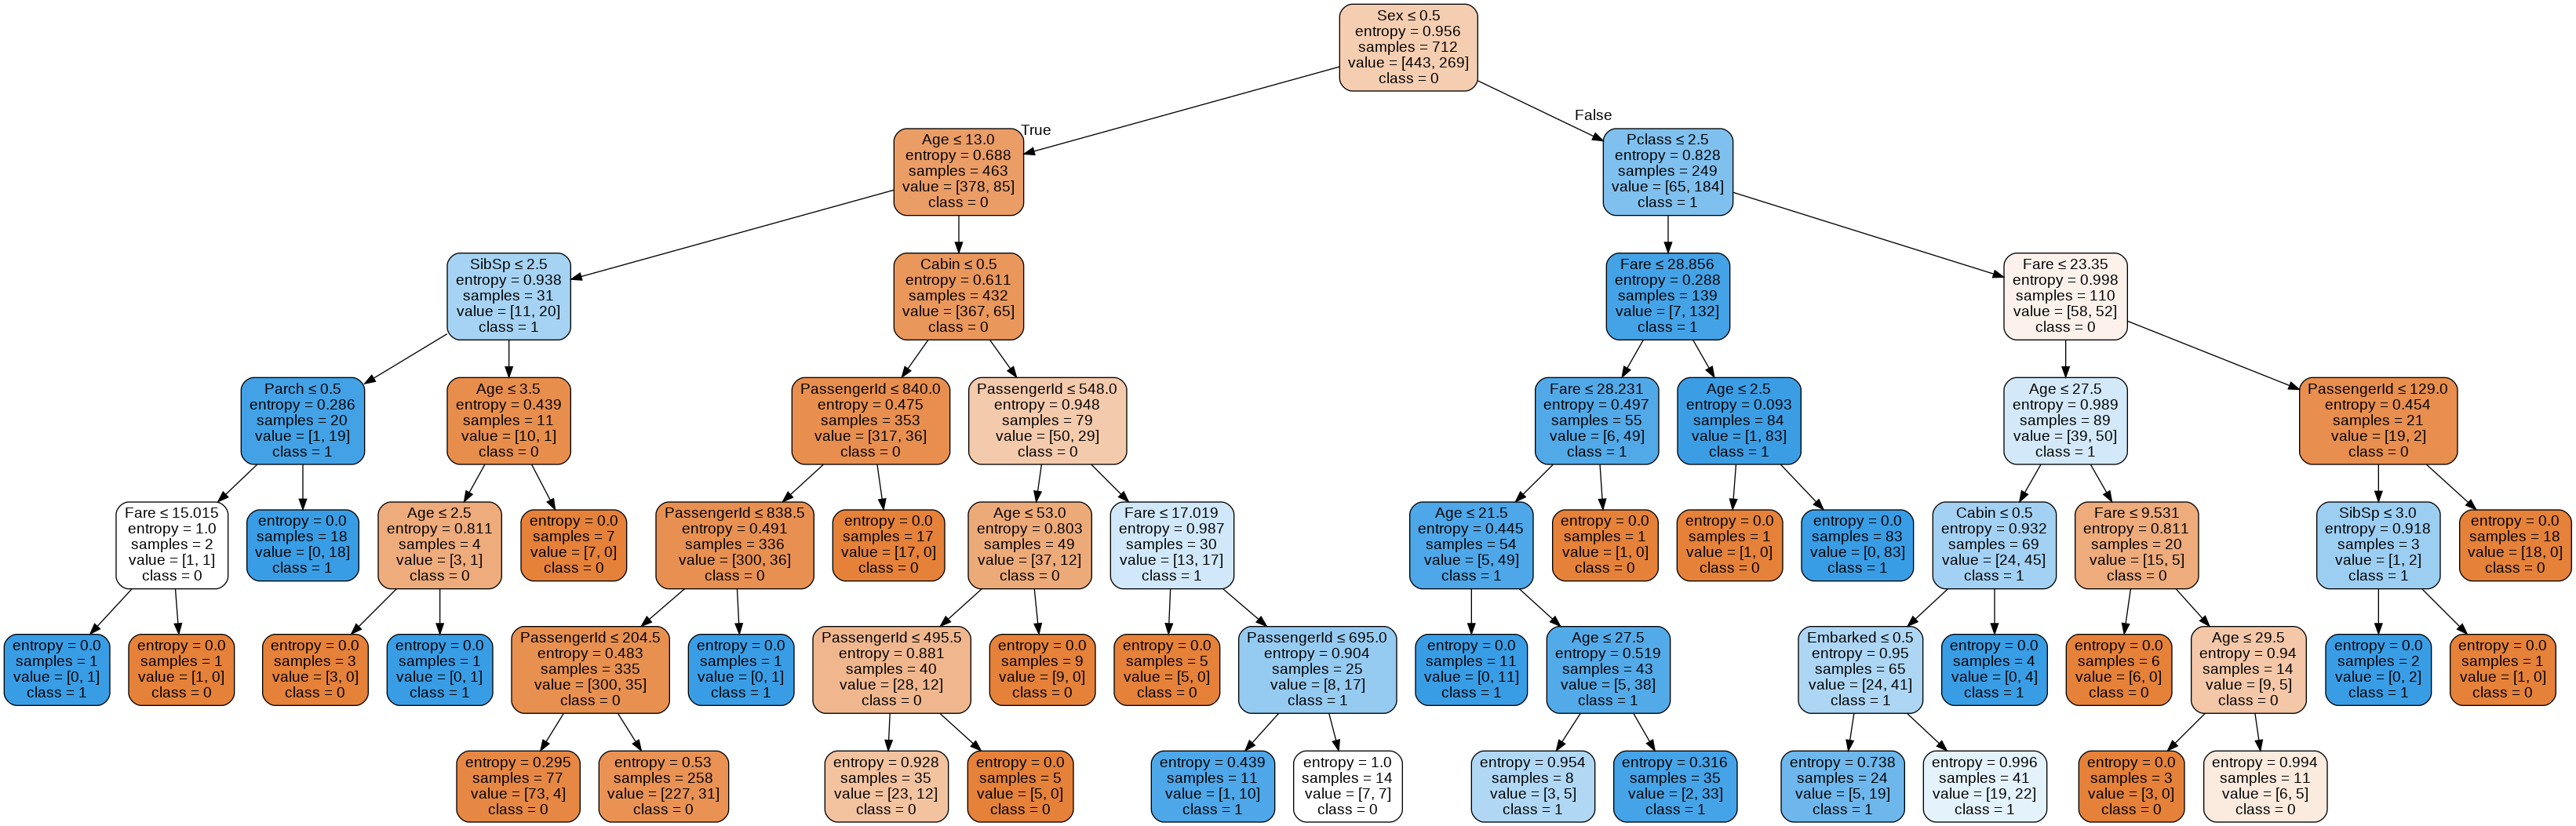 Sex ≤ 0.5
entropy = 0.956
samples = 712
value = [443, 269]
class = 0
True
False
Age ≤ 13.0
entropy = 0.688
samples = 463
value = [378, 85]
class = 0
Pclass ≤ 2.5
entropy = 0.828
samples = 249
value = [65, 184]
class = 1
SibSp ≤ 2.5
entropy = 0.938
samples = 31
value = [11, 20]
class = 1
Cabin ≤ 0.5
entropy = 0.611
samples = 432
value = [367, 65]
class = 0
Fare ≤ 28.856
entropy = 0.288
samples = 139
value = [7, 132]
class = 1
Fare ≤ 23.35
entropy = 0.998
samples = 110
value = [58, 52]
class = 0
Parch ≤ 0.5
entropy = 0.286
samples = 20
value = [1, 19]
class = 1
Age ≤ 3.5
entropy = 0.439
samples = 11
value = [10, 1]
class = 0
PassengerId ≤ 840.0
entropy = 0.475
samples = 353
value = [317, 36]
class = 0
PassengerId ≤ 548.0
entropy = 0.948
samples = 79
value = [50, 29]
class = 0
Fare ≤ 28.231
entropy = 0.497
samples = 55
value = [6, 49]
class = 1
Age ≤ 2.5
entropy = 0.093
samples = 84
value = [1, 83]
class = 1
Age ≤ 27.5
entropy = 0.989
samples = 89
value = [39, 50]
class = 1
PassengerId ≤ 129.0
entropy = 0.454
samples = 21
value = [19, 2]
class = 0
Fare ≤ 15.015
entropy = 1.0
samples = 2
value = [1, 1]
class = 0
entropy = 0.0
samples = 18
value = [0, 18]
class = 1
Age ≤ 2.5
entropy = 0.811
samples = 4
value = [3, 1]
class = 0
entropy = 0.0
samples = 7
value = [7, 0]
class = 0
PassengerId ≤ 838.5
entropy = 0.491
samples = 336
value = [300, 36]
class = 0
entropy = 0.0
samples = 17
value = [17, 0]
class = 0
Age ≤ 53.0
entropy = 0.803
samples = 49
value = [37, 12]
class = 0
Fare ≤ 17.019
entropy = 0.987
samples = 30
value = [13, 17]
class = 1
Age ≤ 21.5
entropy = 0.445
samples = 54
value = [5, 49]
class = 1
entropy = 0.0
samples = 1
value = [1, 0]
class = 0
entropy = 0.0
samples = 1
value = [1, 0]
class = 0
entropy = 0.0
samples = 83
value = [0, 83]
class = 1
Cabin ≤ 0.5
entropy = 0.932
samples = 69
value = [24, 45]
class = 1
Fare ≤ 9.531
entropy = 0.811
samples = 20
value = [15, 5]
class = 0
SibSp ≤ 3.0
entropy = 0.918
samples = 3
value = [1, 2]
class = 1
entropy = 0.0
samples = 18
value = [18, 0]
class = 0
entropy = 0.0
samples = 1
value = [0, 1]
class = 1
entropy = 0.0
samples = 1
value = [1, 0]
class = 0
entropy = 0.0
samples = 3
value = [3, 0]
class = 0
entropy = 0.0
samples = 1
value = [0, 1]
class = 1
PassengerId ≤ 204.5
entropy = 0.483
samples = 335
value = [300, 35]
class = 0
entropy = 0.0
samples = 1
value = [0, 1]
class = 1
PassengerId ≤ 495.5
entropy = 0.881
samples = 40
value = [28, 12]
class = 0
entropy = 0.0
samples = 9
value = [9, 0]
class = 0
entropy = 0.0
samples = 5
value = [5, 0]
class = 0
PassengerId ≤ 695.0
entropy = 0.904
samples = 25
value = [8, 17]
class = 1
entropy = 0.0
samples = 11
value = [0, 11]
class = 1
Age ≤ 27.5
entropy = 0.519
samples = 43
value = [5, 38]
class = 1
Embarked ≤ 0.5
entropy = 0.95
samples = 65
value = [24, 41]
class = 1
entropy = 0.0
samples = 4
value = [0, 4]
class = 1
entropy = 0.0
samples = 6
value = [6, 0]
class = 0
Age ≤ 29.5
entropy = 0.94
samples = 14
value = [9, 5]
class = 0
entropy = 0.0
samples = 2
value = [0, 2]
class = 1
entropy = 0.0
samples = 1
value = [1, 0]
class = 0
entropy = 0.295
samples = 77
value = [73, 4]
class = 0
entropy = 0.53
samples = 258
value = [227, 31]
class = 0
entropy = 0.928
samples = 35
value = [23, 12]
class = 0
entropy = 0.0
samples = 5
value = [5, 0]
class = 0
entropy = 0.439
samples = 11
value = [1, 10]
class = 1
entropy = 1.0
samples = 14
value = [7, 7]
class = 0
entropy = 0.954
samples = 8
value = [3, 5]
class = 1
entropy = 0.316
samples = 35
value = [2, 33]
class = 1
entropy = 0.738
samples = 24
value = [5, 19]
class = 1
entropy = 0.996
samples = 41
value = [19, 22]
class = 1
entropy = 0.0
samples = 3
value = [3, 0]
class = 0
entropy = 0.994
samples = 11
value = [6, 5]
class = 0